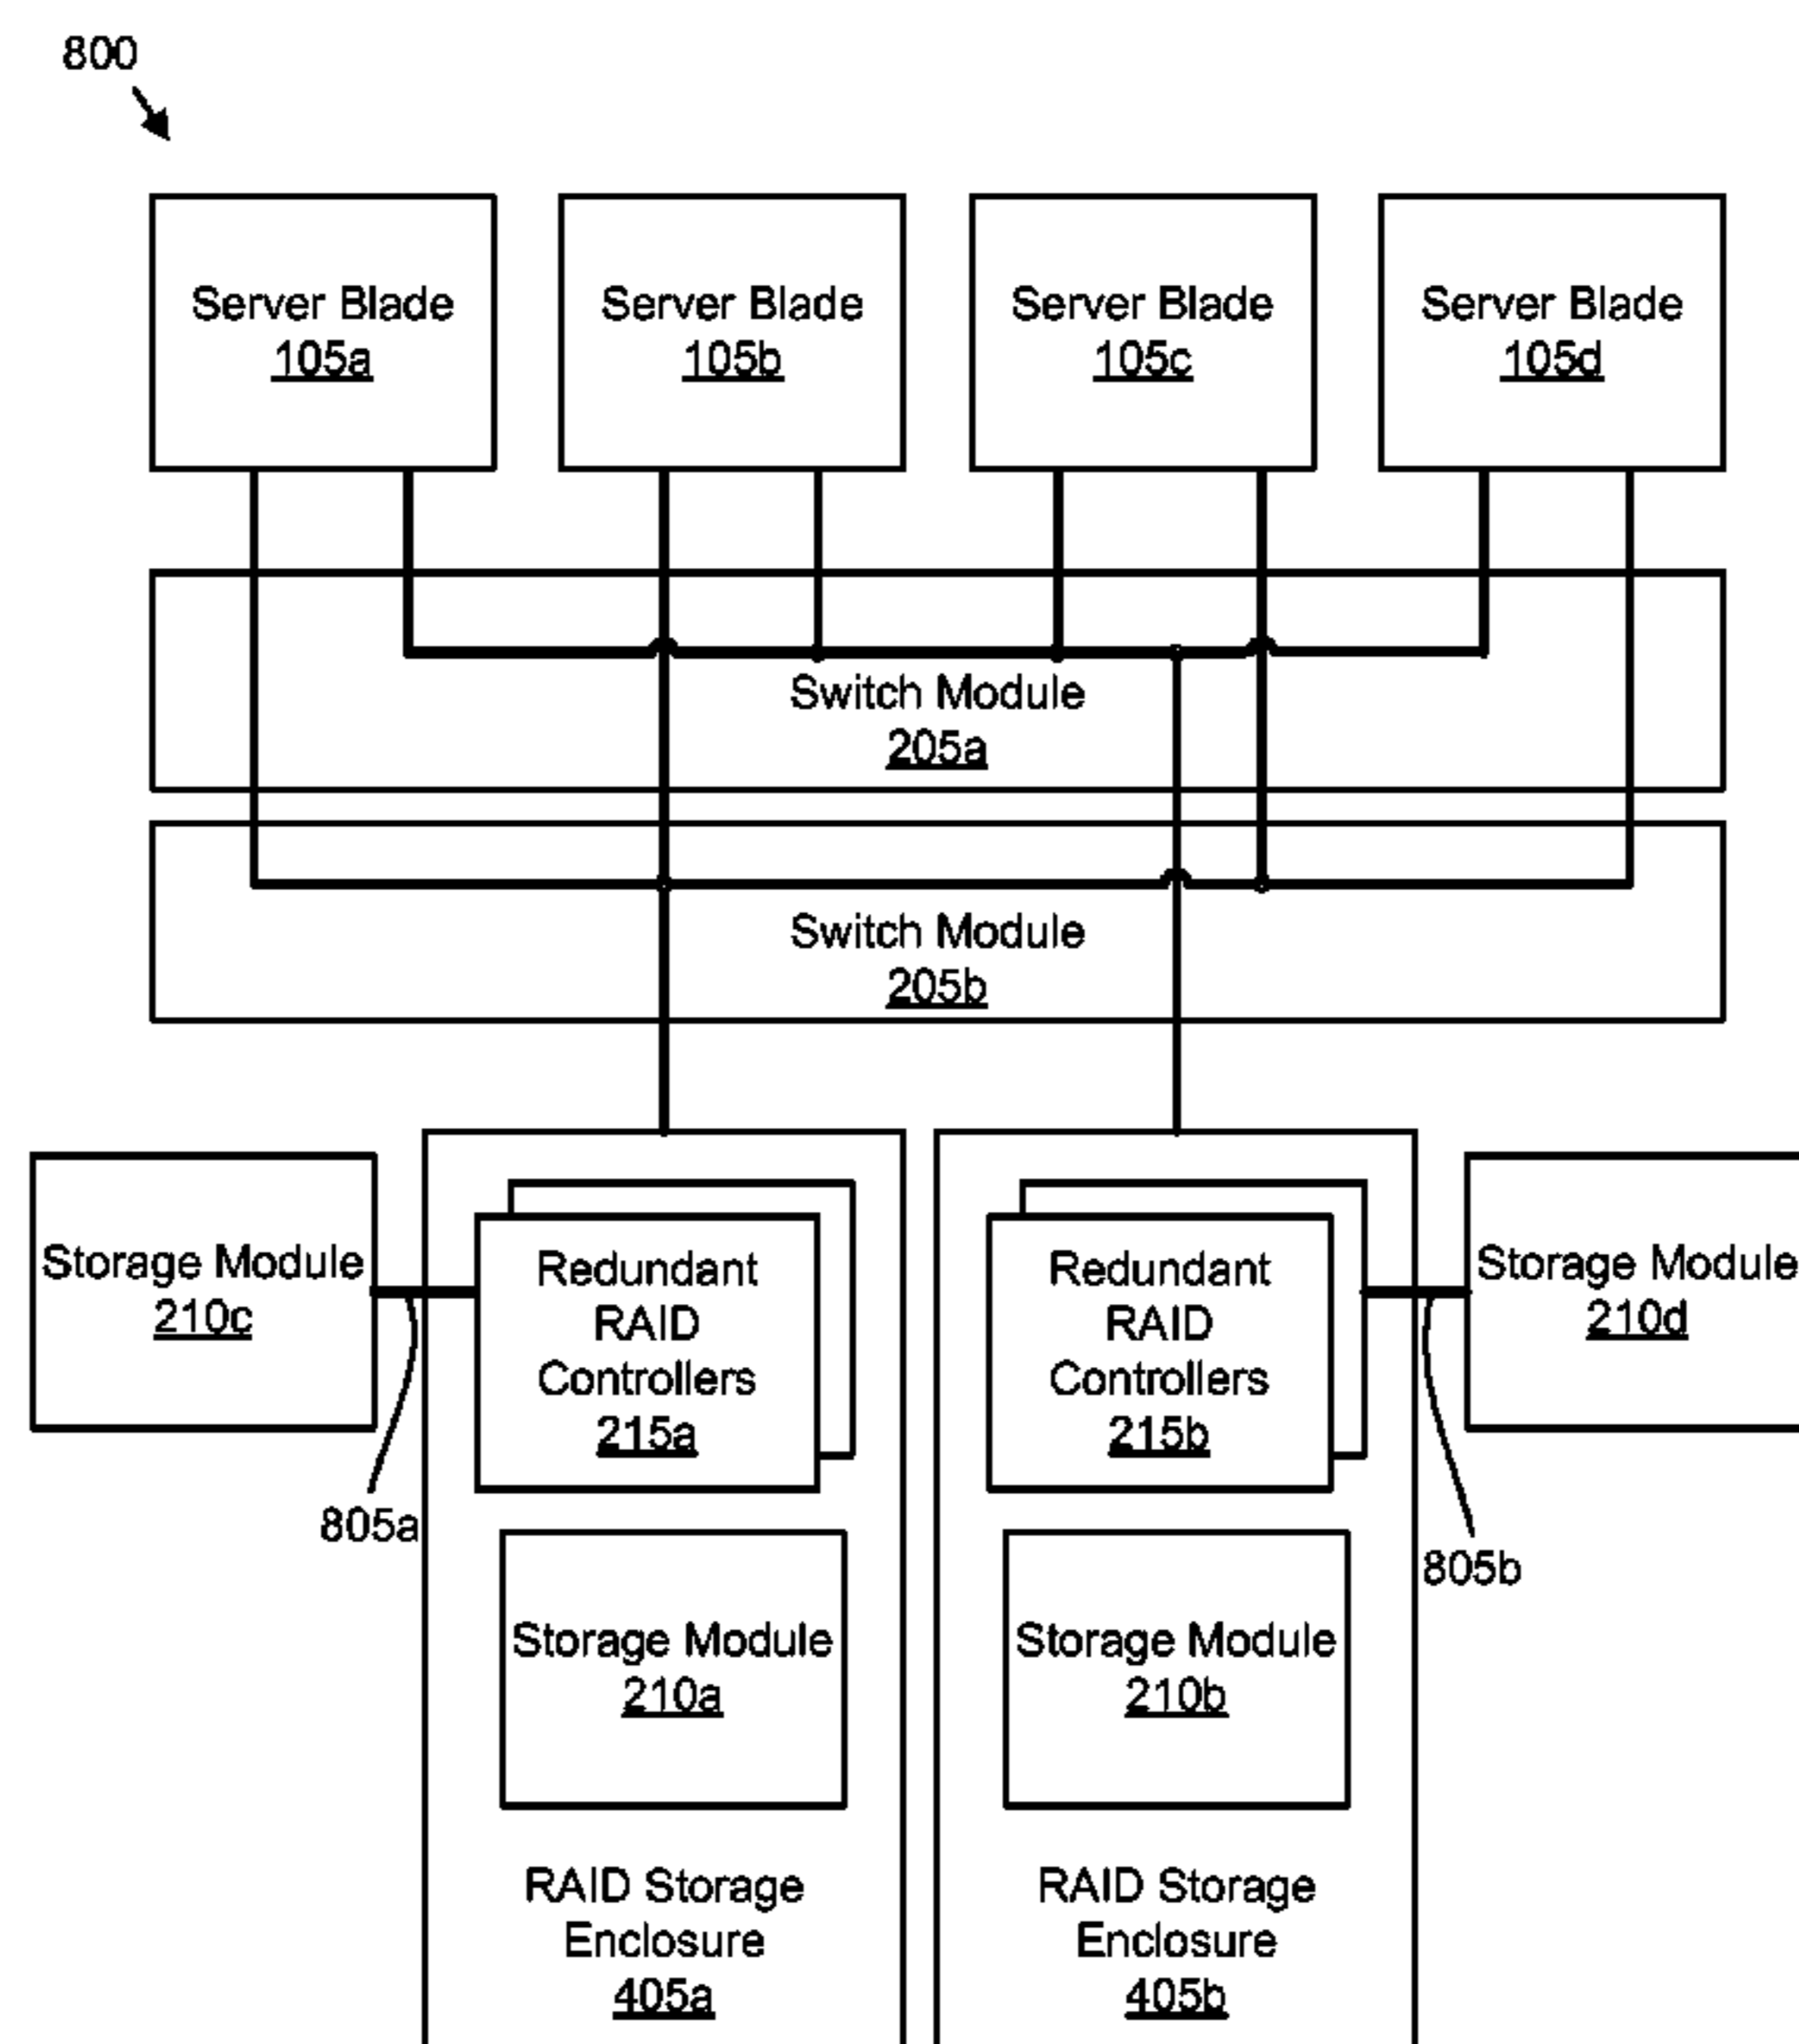 800
Server Blade
105a
Server Blade
105b
Server Blade
105c
Server Blade
105d
Switch Module
205a
Switch Module
205b
Storage Module
210c
Redundant
RAID
Controllers
215a
Redundant
RAID
Controllers
215b
Storage Module
210d
805a
805b
Storage Module
210a
Storage Module
210b
RAID Storage
Enclosure
405a
RAID Storage
Enclosure
405b